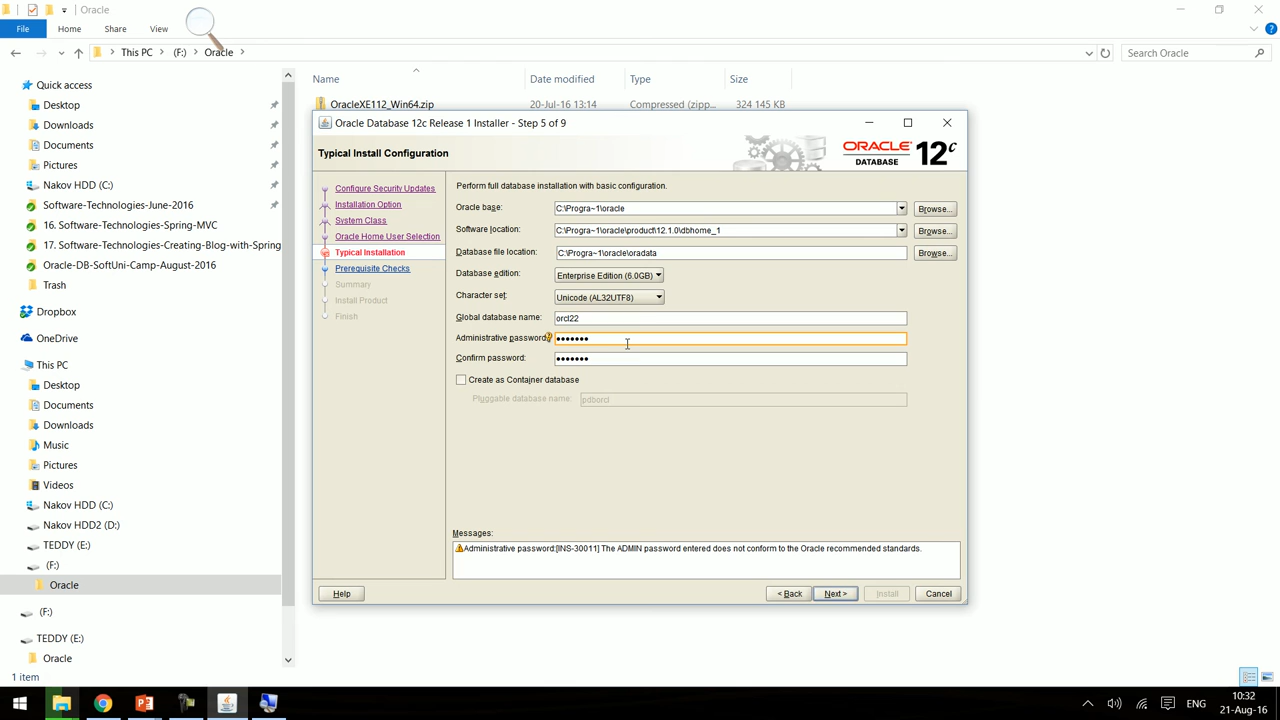 Oracle
File
Home
Share
View
This PC
(F:)
Oracle
Search Oracle
Quick access
Desktop
Downloads
Documents
Pictures
Nakov HDD (C:)
Software-Technologies-June-2016
16. Software-Technologies-Spring-MVC
17. Software-Technologies-Creating-Blog-with-Spring
Oracle-DB-SoftUni-Camp-August-2016
Trash
Dropbox
OneDrive
This PC
Desktop
Documents
Downloads
Music
Pictures
Videos
Nakov HDD (C:)
Nakov HDD2 (D:)
TEDDY (E:)
(F:)
Oracle
(F:)
TEDDY (E:)
Oracle
1 item
Name
Date modified
Type
Size
OracleXE112_Win64.zip
20-Jul-16 13:14
Compressed (zipp...
324 145 KB
Oracle Database 12c Release 1 Installer - Step 5 of 9
Typical Install Configuration
ORACLE
DATABASE
12c
Configure Security Updates
Installation Option
System Class
Oracle Home User Selection
Typical Installation
Prerequisite Checks
Summary
Install Product
Finish
Perform full database installation with basic configuration.
Oracle base:
C:\Progra~1\oracle
Browse...
Software location:
C:\Progra~1\oracle\product\12.1.0\dbhome_1
Browse...
Database file location:
C:\Progra~1\oracle\oradata
Browse...
Database edition:
Enterprise Edition (6.0GB)
Character set:
Unicode (AL32UTF8)
Global database name:
orcl22
Administrative password:
•••••••
Confirm password:
•••••••
Create as Container database
Pluggable database name:
pdborcl
Messages:
Administrative password:[INS-30011] The ADMIN password entered does not conform to the Oracle recommended standards.
Help
< Back
Next >
Install
Cancel
ENG
10:32
21-Aug-16